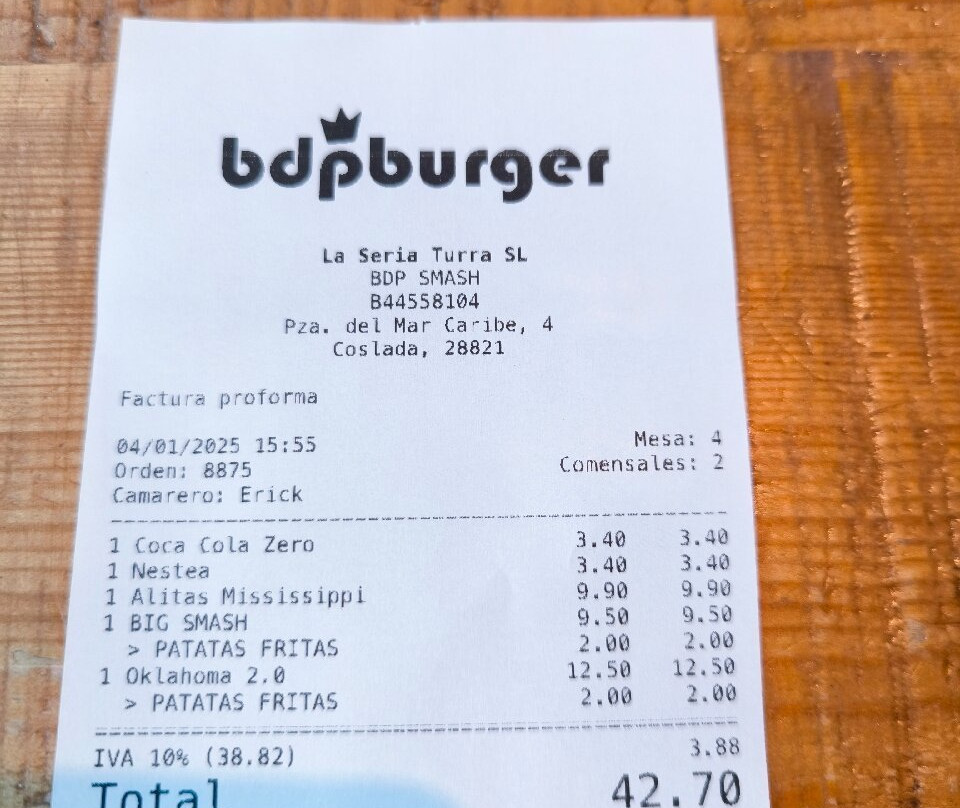 bdpburger
La Seria Turra SL
BDP SMASH
B44558104
Pza. del Mar Caribe, 4
Coslada, 28821
Factura proforma
04/01/2025 15:55 Mesa: 4
Orden: 8875 Comensales: 2
Camarero: Erick
1 Coca Cola Zero 3.40 3.40
1 Nestea 3.40 3.40
1 Alitas Mississippi 9.90 9.90
1 BIG SMASH 9.50 9.50
> PATATAS FRITAS 2.00 2.00
1 Oklahoma 2.0 12.50 12.50
> PATATAS FRITAS 2.00 2.00
IVA 10% (38.82) 3.88
Total 42.70